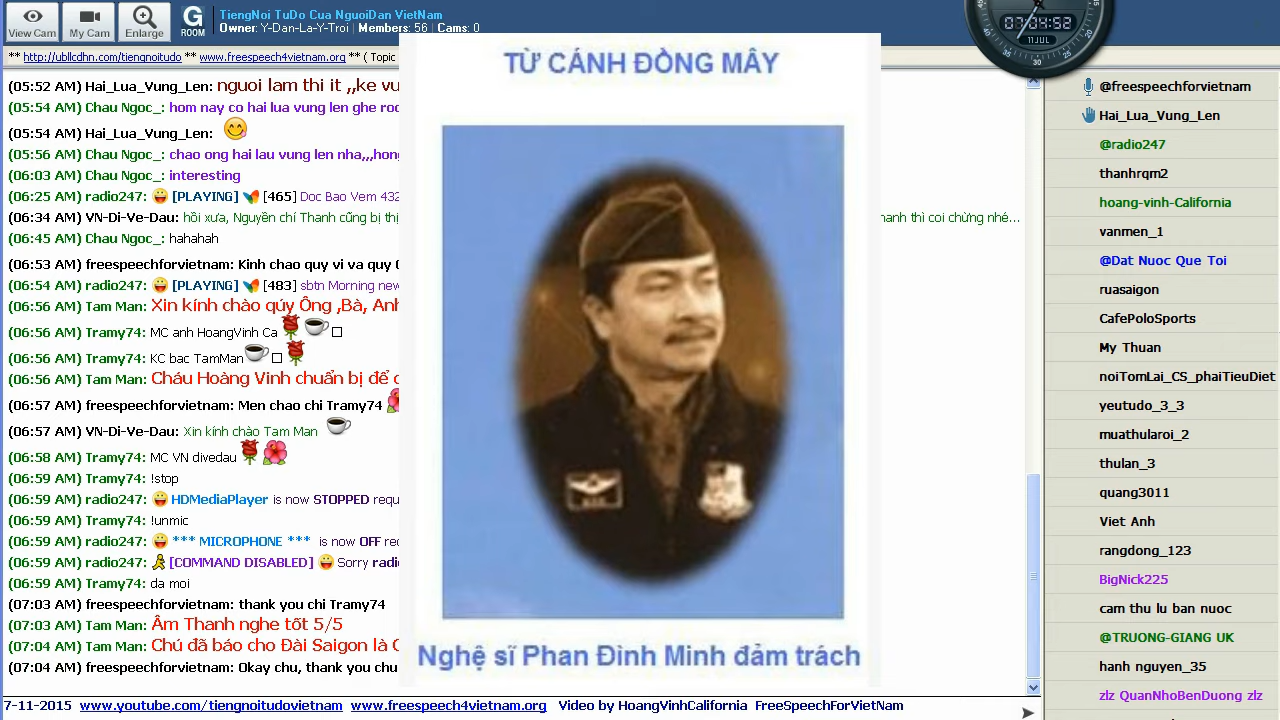 View Cam
My Cam
Enlarge
G
ROOM
TiengNoi TuDo Cua NguoiDan VietNam
Owner: Y-Dan-La-Y-Troi | Members: 56 | Cams: 0
** http://ubllcdhn.com/tiengnoitudo ** www.freespeech4vietnam.org ** ( Topic
(05:52 AM) Hai_Lua_Vung_Len: nguoi lam thi it ,,ke vu
(05:54 AM) Chau Ngoc_: hom nay co hai lua vung len ghe roo
(05:54 AM) Hai_Lua_Vung_Len:
(05:56 AM) Chau Ngoc_: chao ong hai lau vung len nha,,,hong
(06:03 AM) Chau Ngoc_: interesting
(06:25 AM) radio247: [PLAYING] [465] Doc Bao Vem 432
(06:34 AM) VN-Di-Ve-Dau: hồi xưa, Nguyễn chí Thanh cũng bị thị
hanh thì coi chừng nhé...
(06:45 AM) Chau Ngoc_: hahahah
(06:53 AM) freespeechforvietnam: Kinh chao quy vi va quy
(06:54 AM) radio247: [PLAYING] [483] sbtn Morning new
(06:56 AM) Tam Man: Xin kính chào qúy Ông ,Bà, Anh
(06:56 AM) Tramy74: MC anh HoangVinh Ca
(06:56 AM) Tramy74: KC bac TamMan
(06:56 AM) Tam Man: Cháu Hoàng Vinh chuẩn bị để
(06:57 AM) freespeechforvietnam: Men chao chi Tramy74
(06:57 AM) VN-Di-Ve-Dau: Xin kính chào Tam Man
(06:58 AM) Tramy74: MC VN divedau
(06:59 AM) Tramy74: !stop
(06:59 AM) radio247: HDMediaPlayer is now STOPPED requ
(06:59 AM) Tramy74: !unmic
(06:59 AM) radio247: *** MICROPHONE *** is now OFF rec
(06:59 AM) radio247: [COMMAND DISABLED] Sorry radi
(06:59 AM) Tramy74: da moi
(07:03 AM) freespeechforvietnam: thank you chi Tramy74
(07:03 AM) Tam Man: Âm Thanh nghe tốt 5/5
(07:04 AM) Tam Man: Chú đã báo cho Đài Saigon là
(07:04 AM) freespeechforvietnam: Okay chu, thank you chu
TỪ CÁNH ĐỒNG MÂY
Nghệ sĩ Phan Đình Minh đảm trách
07:04:52
11JUL
@freespeechforvietnam
Hai_Lua_Vung_Len
@radio247
thanhrqm2
hoang-vinh-California
vanmen_1
@Dat Nuoc Que Toi
ruasaigon
CafePoloSports
My Thuan
noiTomLai_CS_phaiTieuDiet
yeutudo_3_3
muathularoi_2
thulan_3
quang3011
Viet Anh
rangdong_123
BigNick225
cam thu lu ban nuoc
@TRUONG-GIANG UK
hanh nguyen_35
zlz QuanNhoBenDuong zlz
7-11-2015 www.youtube.com/tiengnoitudovietnam www.freespeech4vietnam.org Video by HoangVinhCalifornia FreeSpeechForVietNam